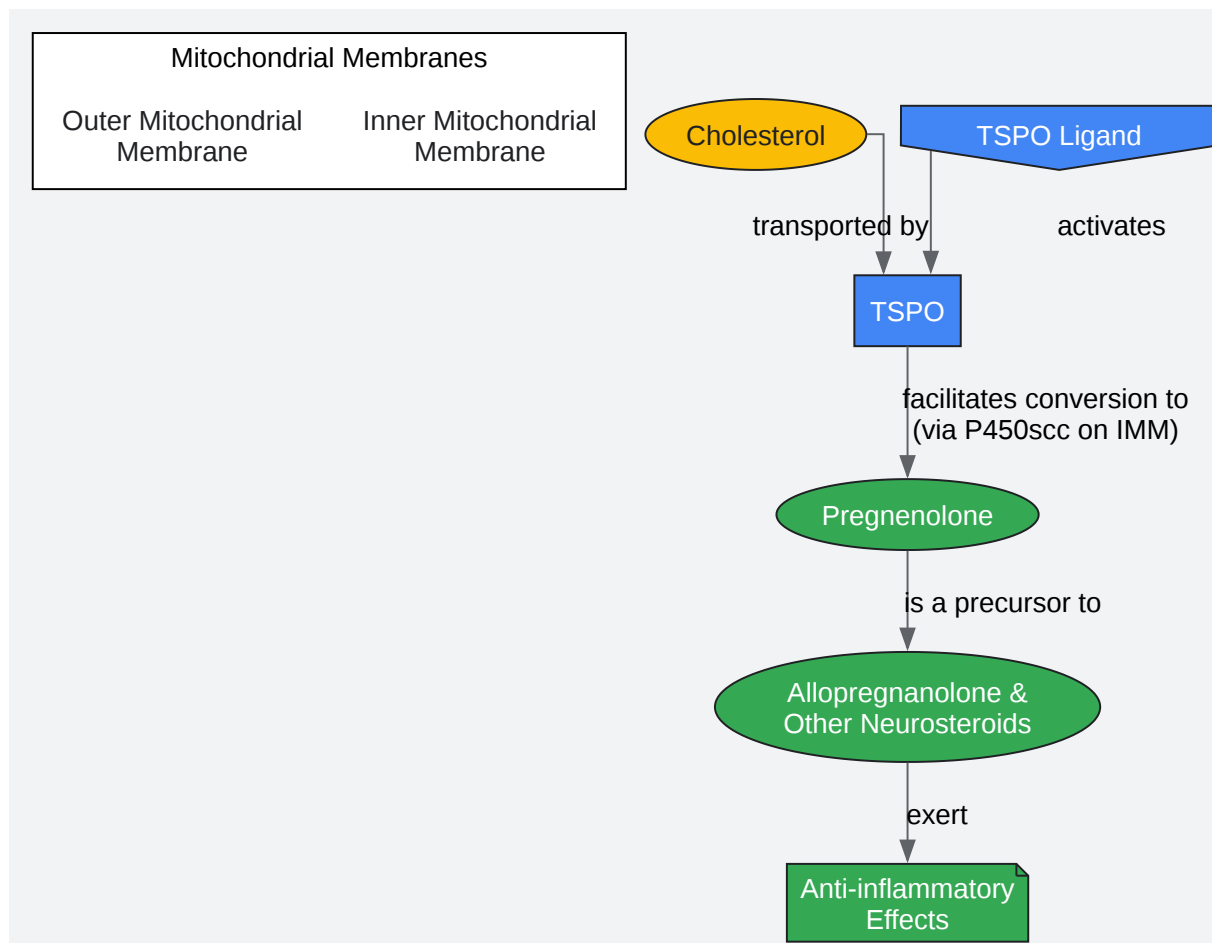 Mitochondrial Membranes
Outer Mitochondrial
Membrane
Inner Mitochondrial
Membrane
Cholesterol
TSPO Ligand
transported by
activates
TSPO
facilitates conversion to
(via P450scc on IMM)
Pregnenolone
is a precursor to
Allopregnanolone &
Other Neurosteroids
exert
Anti-inflammatory
Effects